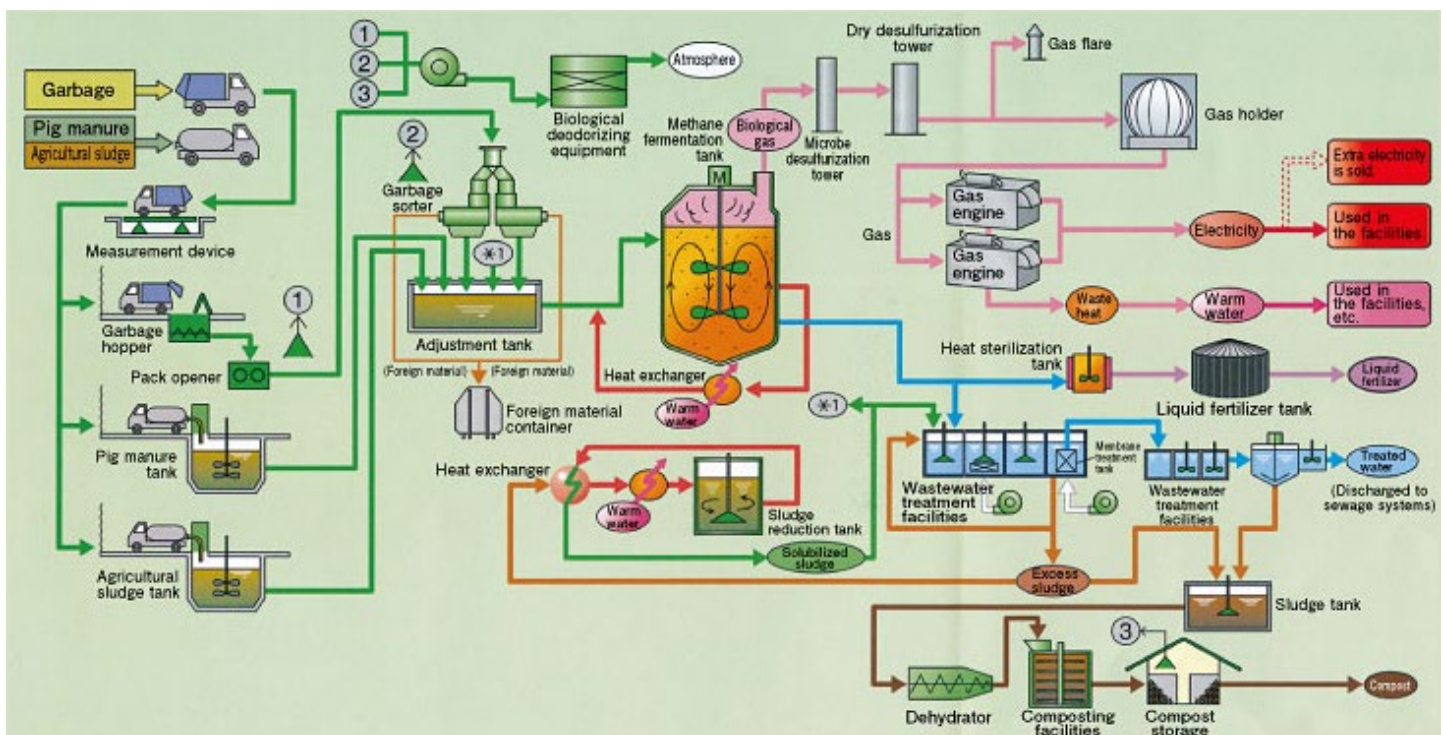 Garbage
Pig manure
Agricultural sludge
Measurement device
Garbage
hopper
1
Pack opener
Pig manure
tank
Agricultural
sludge tank
1
2
3
Biological
deodorizing
equipment
Atmosphere
2
Garbage
sorter
*1
Adjustment tank
(Foreign material)
(Foreign material)
Foreign material
container
Methane
fermentation
tank
M
Biological
gas
Microbe
desulfurization
tower
Dry desulfurization
tower
Gas flare
Gas holder
Gas
Gas
engine
Gas
engine
Electricity
Extra electricity
is sold.
Used in
the facilities
Waste
heat
Warm
water
Used in
the facilities,
etc.
Heat exchanger
Warm
water
Heat sterilization
tank
Liquid fertilizer tank
Liquid
fertilizer
*1
Heat exchanger
Warm
water
Sludge
reduction tank
Solubilized
sludge
Wastewater
treatment
facilities
Membrane
treatment
tank
Wastewater
treatment
facilities
Treated
water
(Discharged to
sewage systems)
Excess
sludge
Sludge tank
Dehydrator
Composting
facilities
3
Compost
storage
Compost